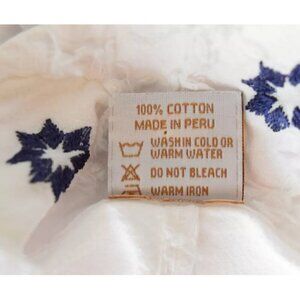 100% COTTON
MADE IN PERU
WASH IN COLD OR
WARM WATER
DO NOT BLEACH
WARM IRON